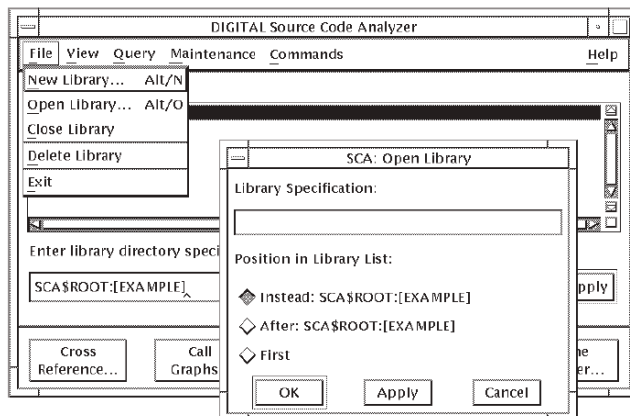 DIGITAL Source Code Analyzer
File View Query Maintenance Commands Help
New Library... Alt/N
Open Library... Alt/O
Close Library
Delete Library
Exit
SCA: Open Library
Library Specification:
Enter library directory speci
Position in Library List:
SCA$ROOT:[EXAMPLE]
Instead: SCA$ROOT:[EXAMPLE]
pply
After: SCA$ROOT:[EXAMPLE]
First
Cross
Reference...
Call
Graphs
OK Apply Cancel